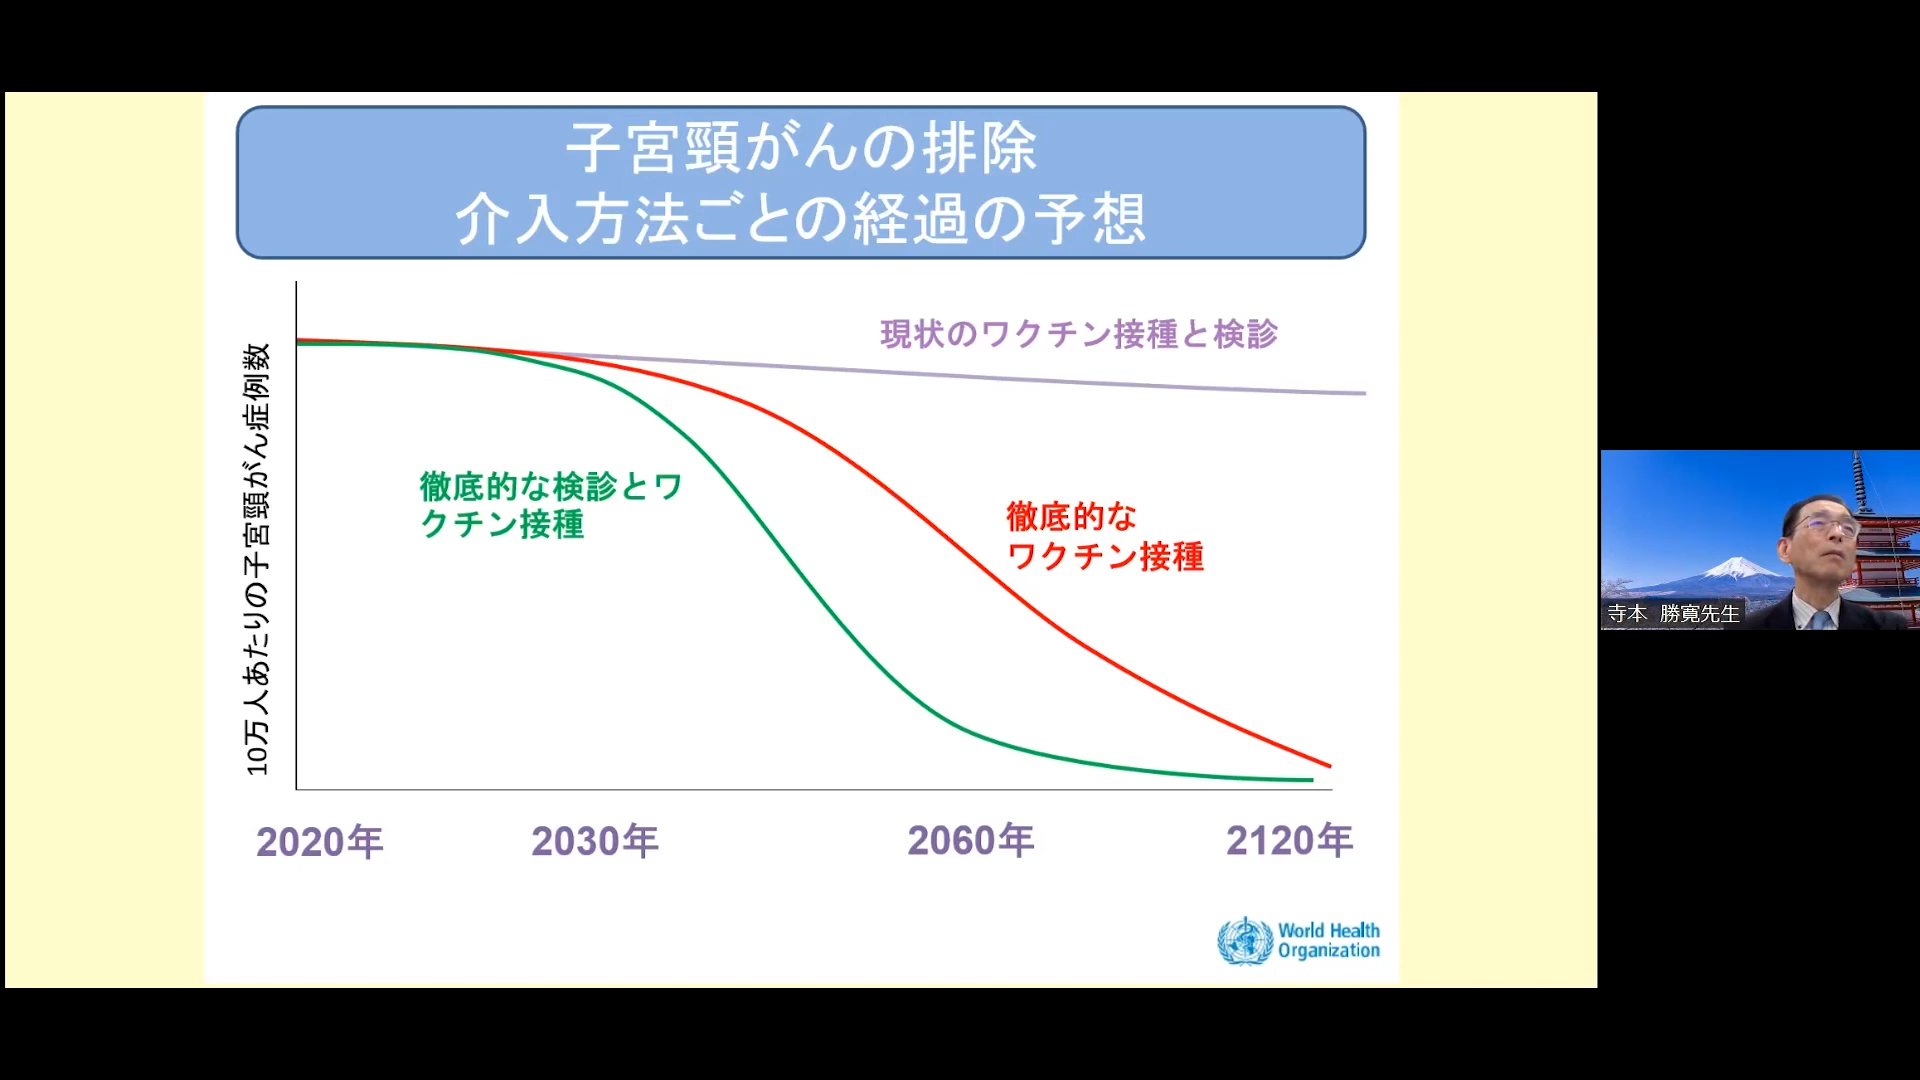 子宮頸がんの排除
介入方法ごとの経過の予想
10万人あたりの子宮頸がん症例数
現状のワクチン接種と検診
徹底的な検診とワ
クチン接種
徹底的な
ワクチン接種
2020年
2030年
2060年
2120年
World Health
Organization
寺本 勝寛先生